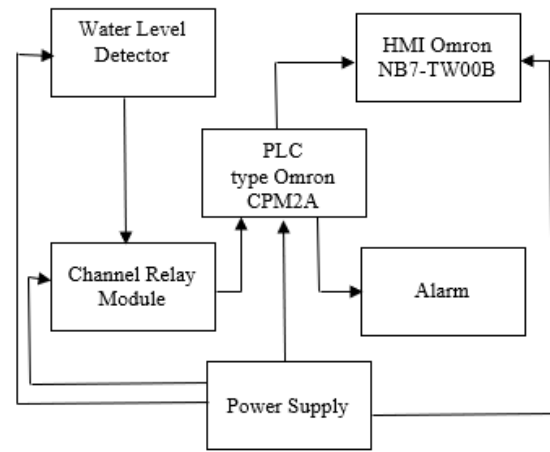 Water Level
Detector
HMI Omron
NB7-TW00B
PLC
type Omron
CPM2A
Channel Relay
Module
Alarm
Power Supply